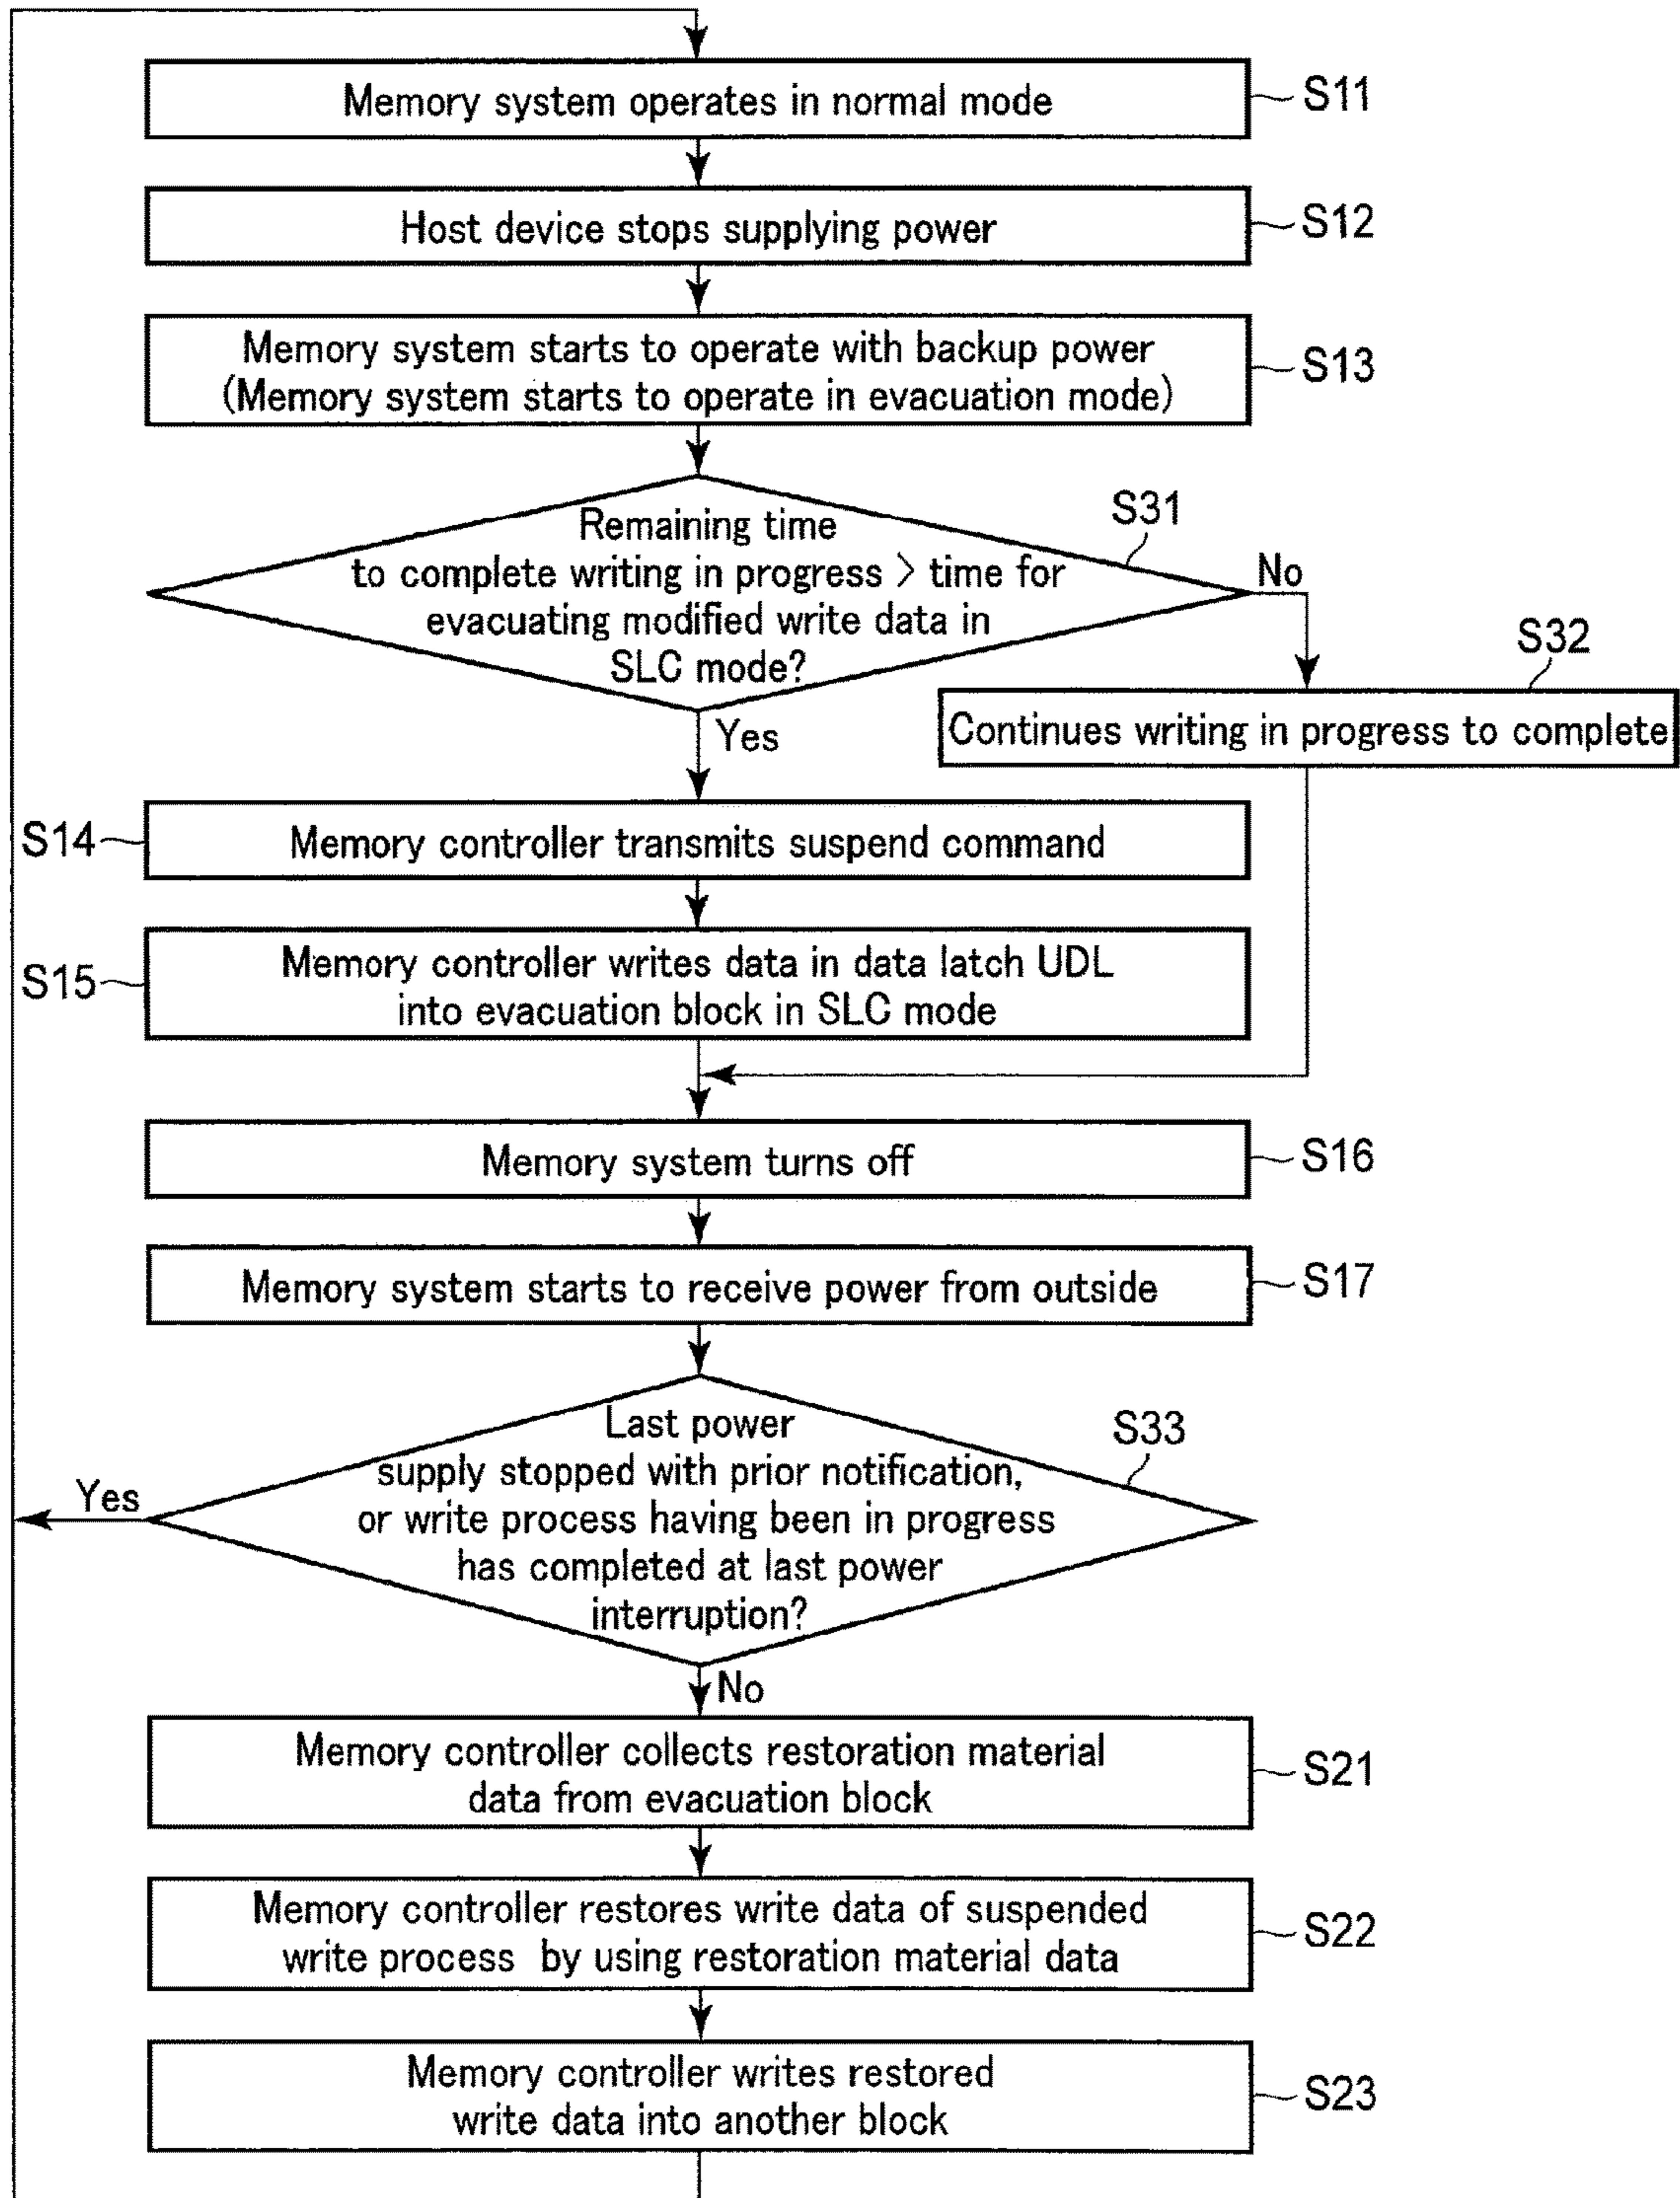 Memory system operates in normal mode
S11
Host device stops supplying power
S12
Memory system starts to operate with backup power
(Memory system starts to operate in evacuation mode)
S13
Remaining time
to complete writing in progress > time for
evacuating modified write data in
SLC mode?
S31
No
Yes
S32
Continues writing in progress to complete
S14
Memory controller transmits suspend command
S15
Memory controller writes data in data latch UDL
into evacuation block in SLC mode
Memory system turns off
S16
Memory system starts to receive power from outside
S17
Last power
supply stopped with prior notification,
or write process having been in progress
has completed at last power
interruption?
S33
Yes
No
Memory controller collects restoration material
data from evacuation block
S21
Memory controller restores write data of suspended
write process by using restoration material data
S22
Memory controller writes restored
write data into another block
S23